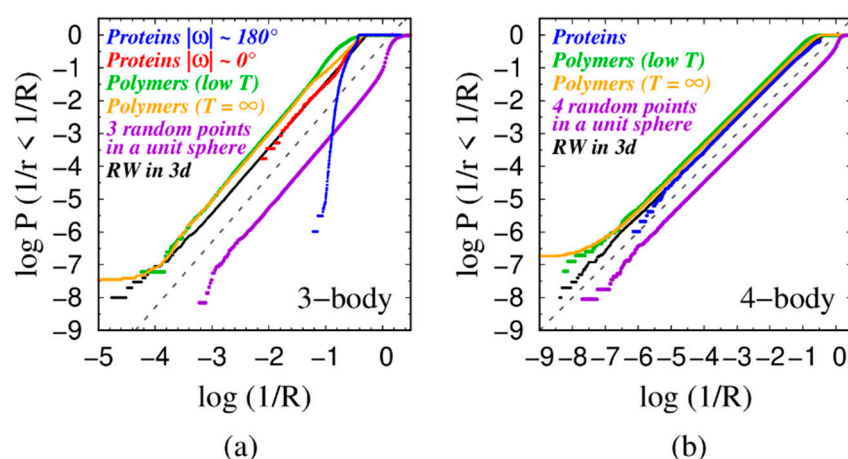 log P (1/r < 1/R)
0
−1
−2
−3
−4
−5
−6
−7
−8
−9
Proteins |ω| ~ 180°
Proteins |ω| ~ 0°
Polymers (low T)
Polymers (T = ∞)
3 random points
in a unit sphere
RW in 3d
3−body
−5 −4 −3 −2 −1 0
log (1/R)
(a)
log P (1/r < 1/R)
0
−1
−2
−3
−4
−5
−6
−7
−8
−9
Proteins
Polymers (low T)
Polymers (T = ∞)
4 random points
in a unit sphere
RW in 3d
4−body
−9 −8 −7 −6 −5 −4 −3 −2 −1 0
log (1/R)
(b)